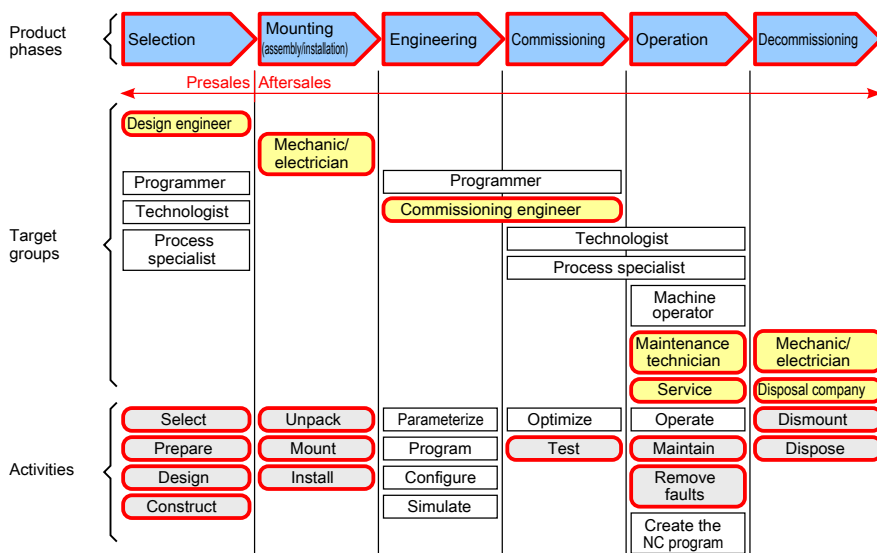 Product
phases
Selection
Mounting
(assembly/installation)
Engineering
Commissioning
Operation
Decommissioning
Presales
Aftersales
Target
groups
Design engineer
Mechanic/
electrician
Programmer
Programmer
Technologist
Commissioning engineer
Process
specialist
Technologist
Process specialist
Machine
operator
Maintenance
technician
Mechanic/
electrician
Service
Disposal company
Activities
Select
Unpack
Parameterize
Optimize
Operate
Dismount
Prepare
Mount
Program
Test
Maintain
Dispose
Design
Install
Configure
Remove
faults
Construct
Simulate
Create the
NC program